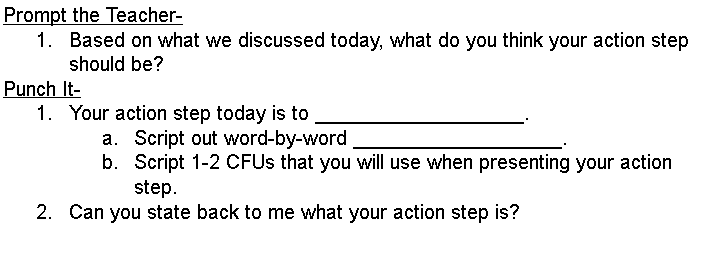 Prompt the Teacher-
1. Based on what we discussed today, what do you think your action step
should be?
Punch It-
1. Your action step today is to ____________________.
a. Script out word-by-word ____________________.
b. Script 1-2 CFUs that you will use when presenting your action
step.
2. Can you state back to me what your action step is?